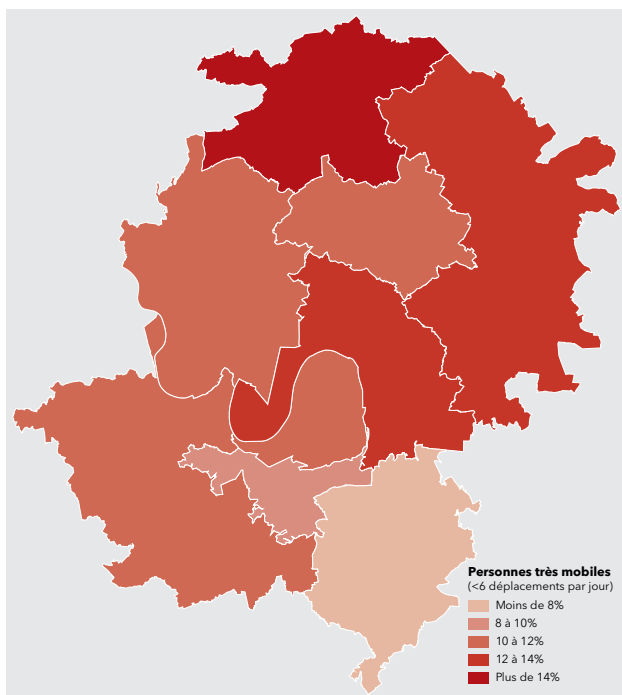 Personnes très mobiles
(<6 déplacements par jour)
Moins de 8%
8 à 10%
10 à 12%
12 à 14%
Plus de 14%